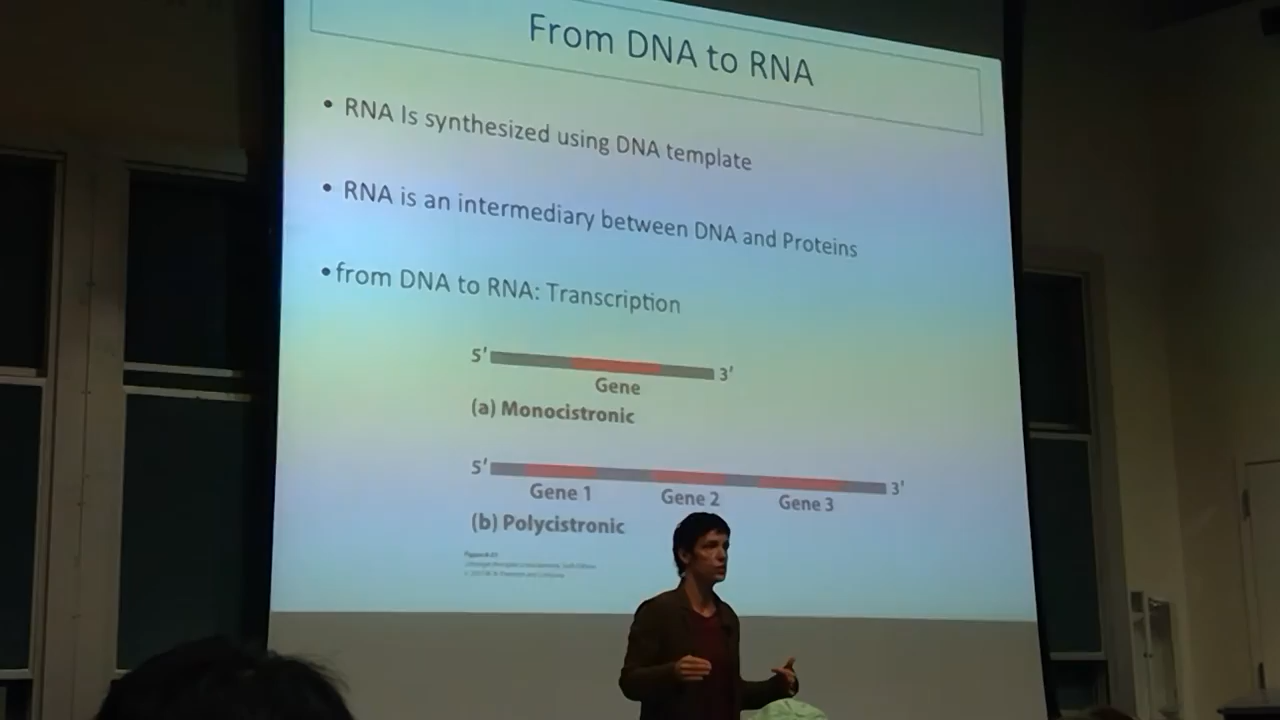 From DNA to RNA
• RNA Is synthesized using DNA template
• RNA is an intermediary between DNA and Proteins
• from DNA to RNA: Transcription
5′ 3′
Gene
(a) Monocistronic
5′ 3′
Gene 1 Gene 2 Gene 3
(b) Polycistronic